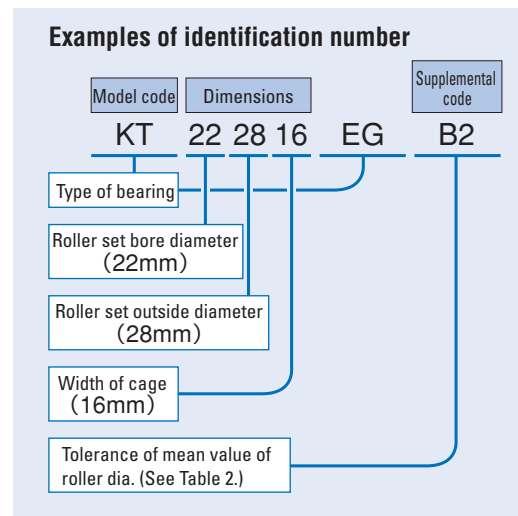 Examples of identification number
Model code Dimensions Supplemental
code
KT 22 28 16 EG B2
Type of bearing
Roller set bore diameter
（22mm）
Roller set outside diameter
（28mm）
Width of cage
（16mm）
Tolerance of mean value of
roller dia. (See Table 2.)